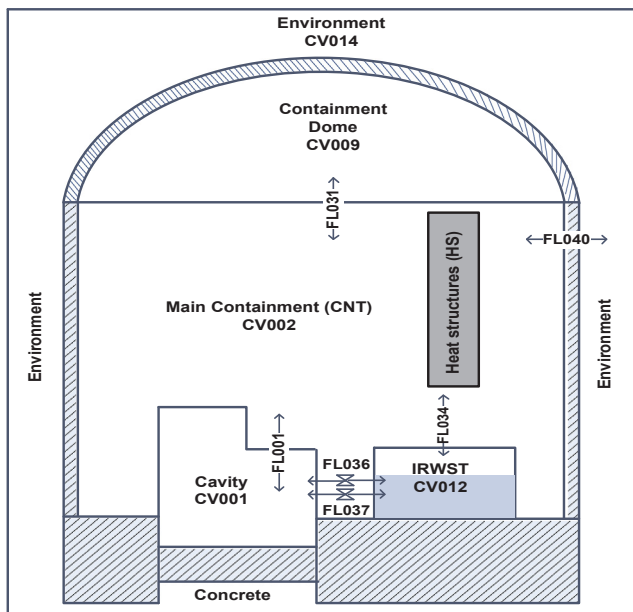 Environment
CV014
Containment
Dome
CV009
FL031
FL040
Heat structures (HS)
Main Containment (CNT)
CV002
Environment
Environment
FL034
FL001
FL036
IRWST
CV012
Cavity
CV001
FL037
Concrete